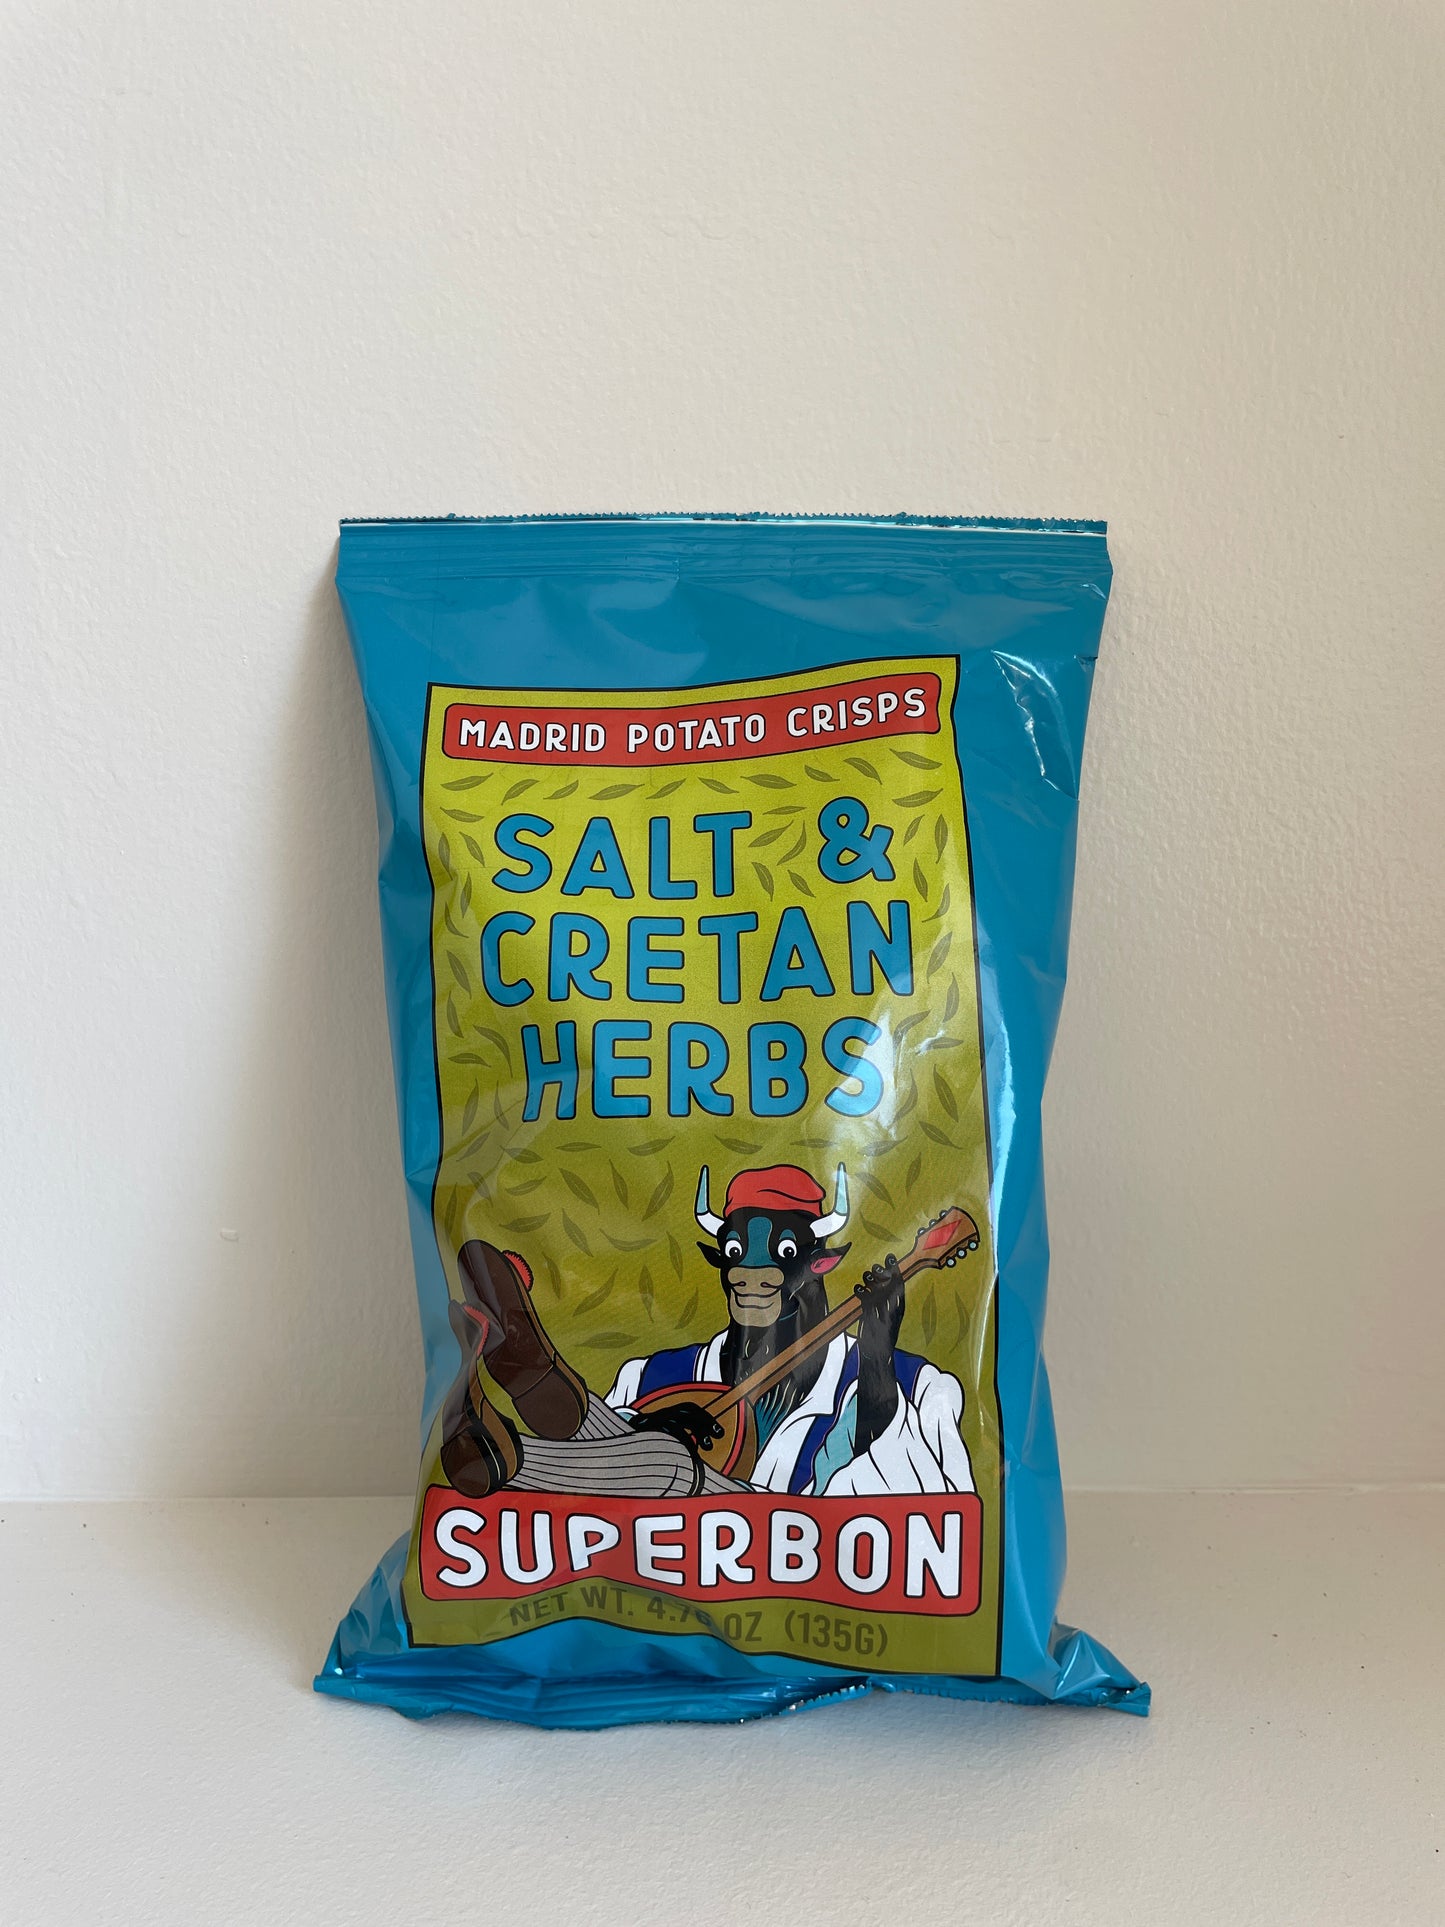 MADRID POTATO CRISPS
SALT &
CRETAN
HERBS
SUPERBON
NET WT. 4.76 OZ (135G)